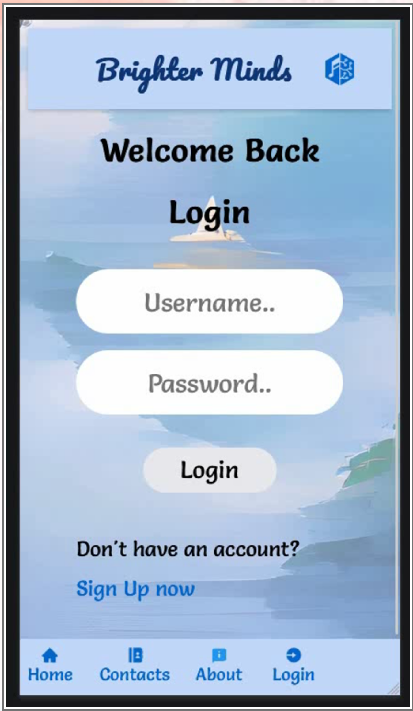 Brighter Minds
Welcome Back
Login
Username..
Password..
Login
Don't have an account?
Sign Up now
Home Contacts About Login